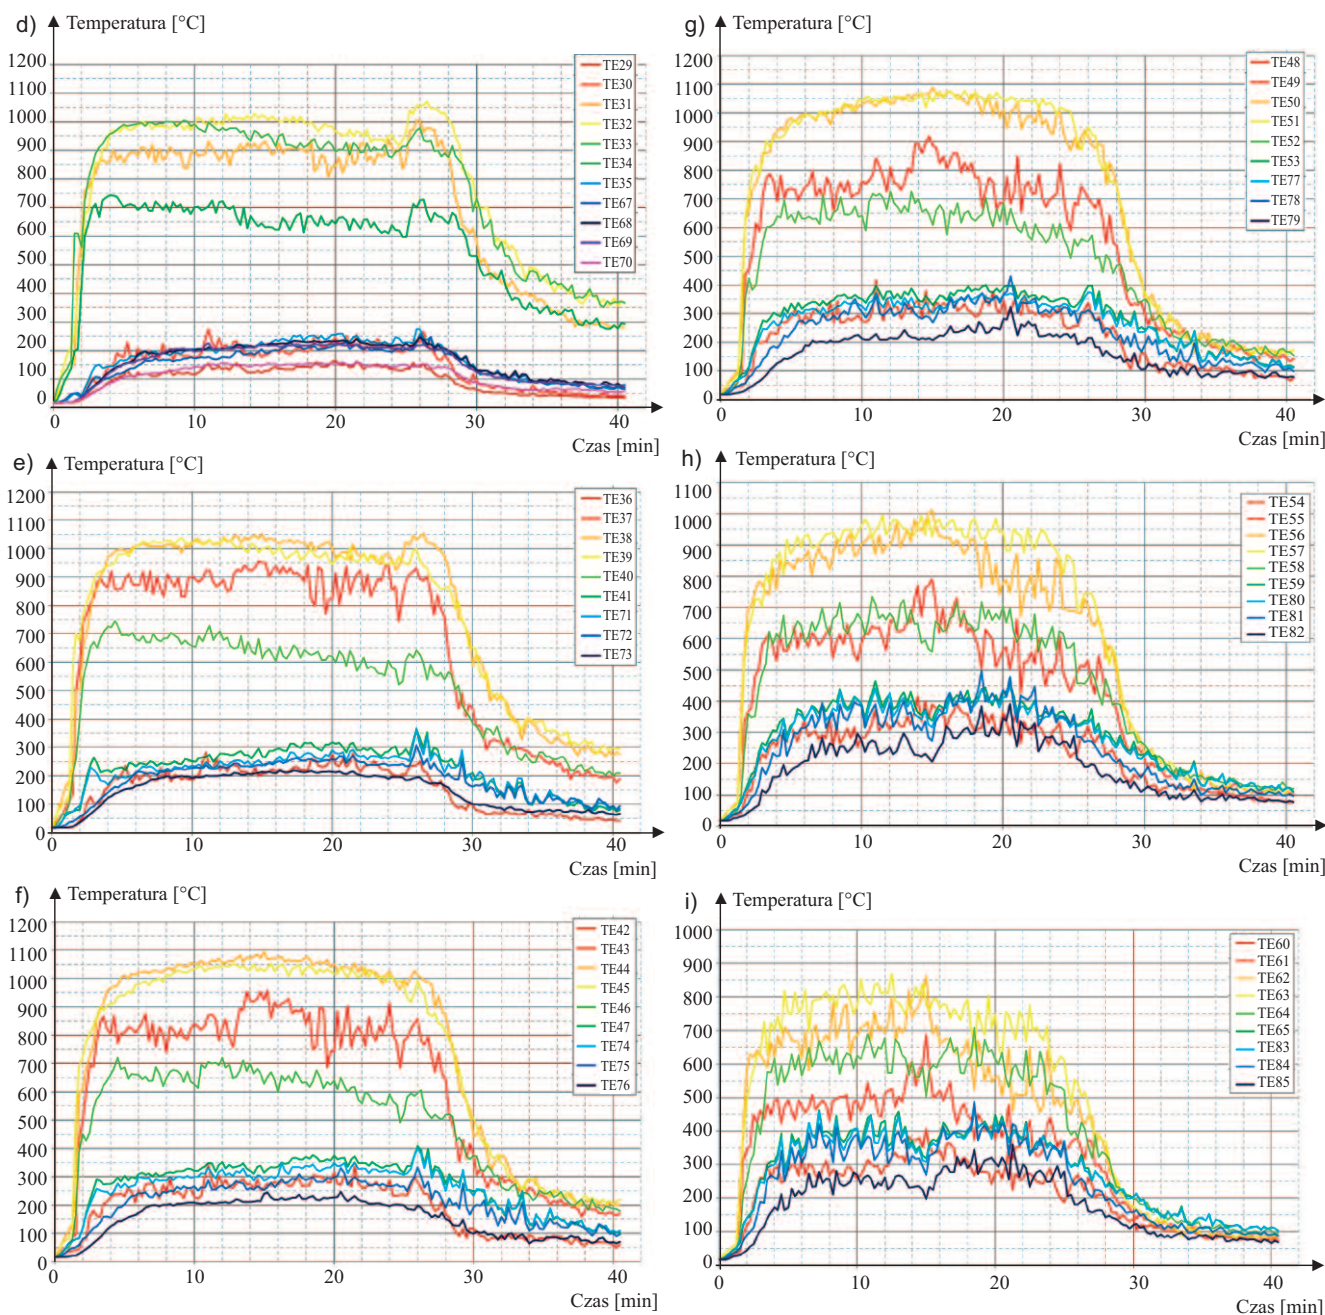 d) Temperatura [°C]
1200
1100
1000
900
800
700
600
500
400
300
200
100
0
0 10 20 30 40
Czas [min]
TE29
TE30
TE31
TE32
TE33
TE34
TE35
TE67
TE68
TE69
TE70
e) Temperatura [°C]
1200
1100
1000
900
800
700
600
500
400
300
200
100
0
0 10 20 30 40
Czas [min]
TE36
TE37
TE38
TE39
TE40
TE41
TE71
TE72
TE73
f) Temperatura [°C]
1200
1100
1000
900
800
700
600
500
400
300
200
100
0
0 10 20 30 40
Czas [min]
TE42
TE43
TE44
TE45
TE46
TE47
TE74
TE75
TE76
g) Temperatura [°C]
1200
1100
1000
900
800
700
600
500
400
300
200
100
0
0 10 20 30 40
Czas [min]
TE48
TE49
TE50
TE51
TE52
TE53
TE77
TE78
TE79
h) Temperatura [°C]
1100
1000
900
800
700
600
500
400
300
200
100
0
0 10 20 30 40
Czas [min]
TE54
TE55
TE56
TE57
TE58
TE59
TE80
TE81
TE82
i) Temperatura [°C]
1000
900
800
700
600
500
400
300
200
100
0
0 10 20 30 40
Czas [min]
TE60
TE61
TE62
TE63
TE64
TE65
TE83
TE84
TE85